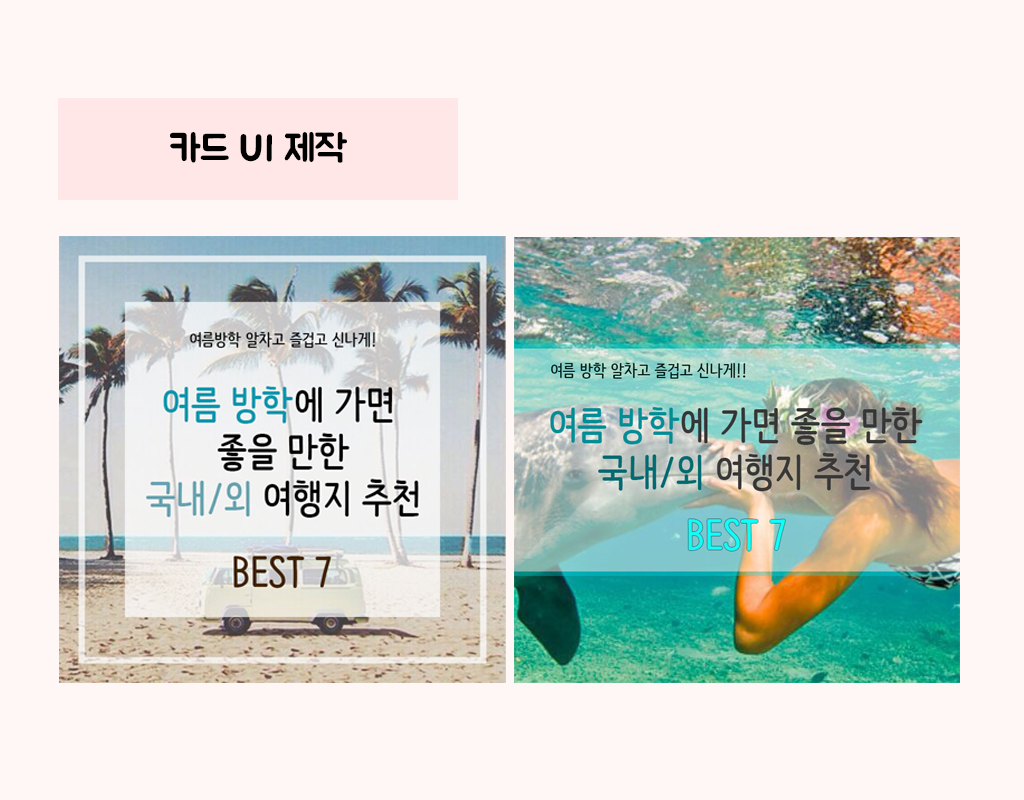 카드 UI 제작
여름방학 알차고 즐겁고 신나게!
여름 방학에 가면
좋을 만한
국내/외 여행지 추천
BEST 7
여름 방학 알차고 즐겁고 신나게!!
여름 방학에 가면 좋을 만한
국내/외 여행지 추천
BEST 7